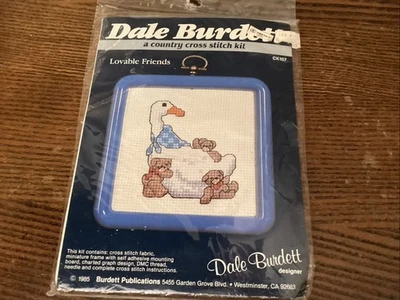 Dale Burdett
a country cross stitch kit
Lovable Friends
CK167
This kit contains: cross stitch fabric,
miniature frame with self adhesive mounting
board, charted graph design, DMC thread,
needle and complete cross stitch instructions.
Dale Burdett
designer
© 1985 Burdett Publications 5455 Garden Grove Blvd. • Westminster, CA 92683